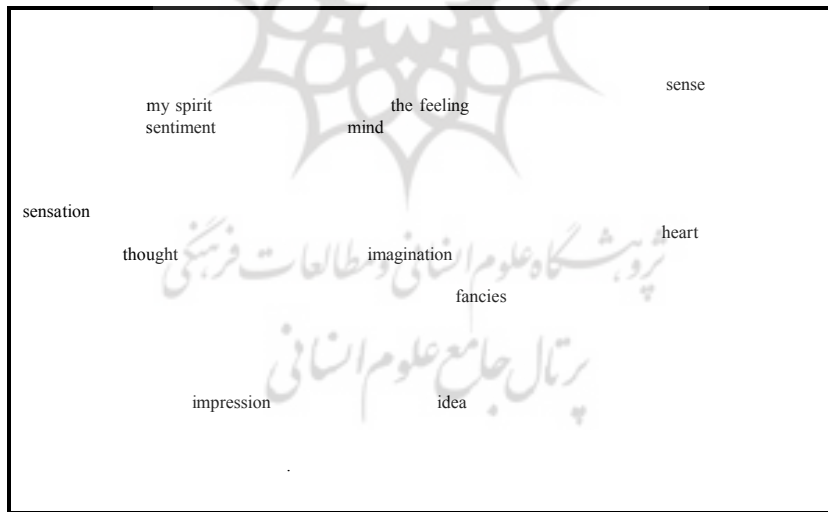 sense
my spirit the feeling
sentiment mind
sensation
heart
thought imagination
پژوهشگاه علوم انسانی و مطالعات فرهنگی
fancies
پرتال جامع علوم انسانی
impression idea
.